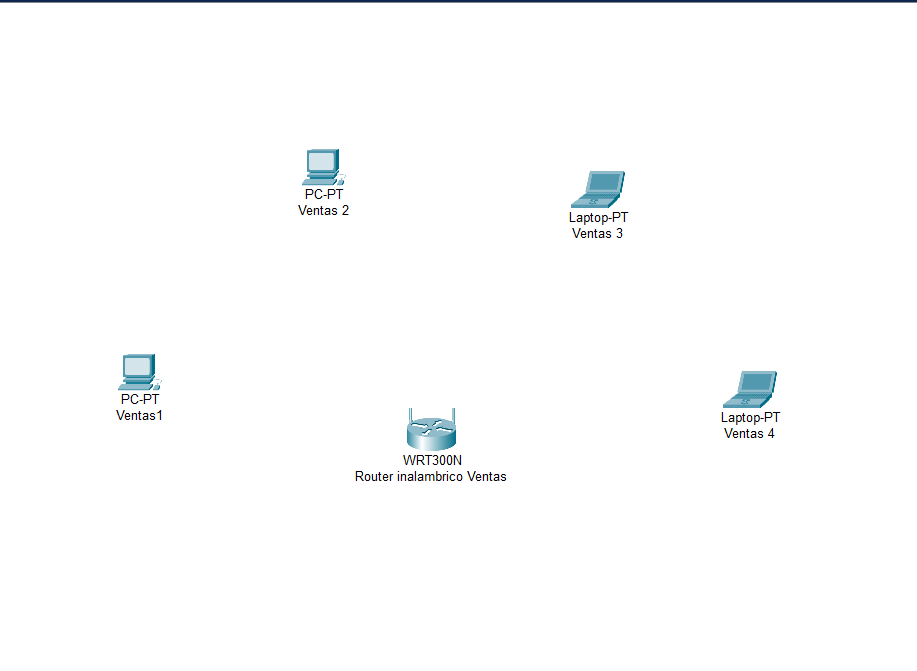 PC-PT
Ventas 2
Laptop-PT
Ventas 3
PC-PT
Ventas1
Laptop-PT
Ventas 4
WRT300N
Router inalambrico Ventas